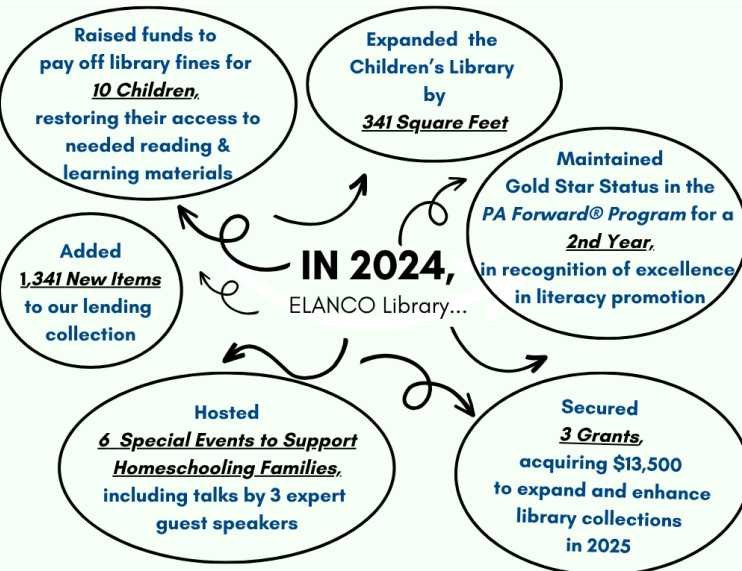 Raised funds to
pay off library fines for
10 Children,
restoring their access to
needed reading &
learning materials
Expanded the
Children's Library
by
341 Square Feet
Maintained
Gold Star Status in the
PA Forward® Program for a
2nd Year,
in recognition of excellence
in literacy promotion
Added
1,341 New Items
to our lending
collection
IN 2024,
ELANCO Library...
Hosted
6 Special Events to Support
Homeschooling Families,
including talks by 3 expert
guest speakers
Secured
3 Grants,
acquiring $13,500
to expand and enhance
library collections
in 2025